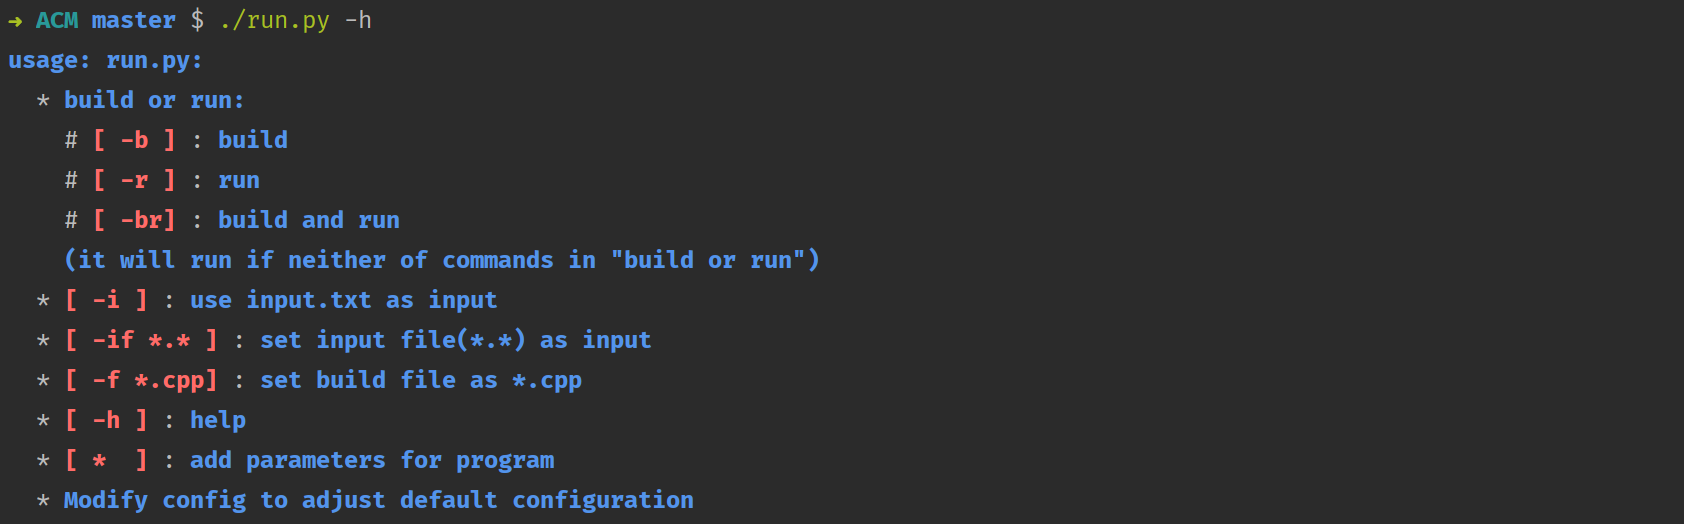 ➜ ACM master $ ./run.py -h
usage: run.py:
  * build or run:
    # [ -b ] : build
    # [ -r ] : run
    # [ -br] : build and run
    (it will run if neither of commands in "build or run")
  * [ -i ] : use input.txt as input
  * [ -if *.* ] : set input file(*.*) as input
  * [ -f *.cpp] : set build file as *.cpp
  * [ -h ] : help
  * [ *  ] : add parameters for program
  * Modify config to adjust default configuration